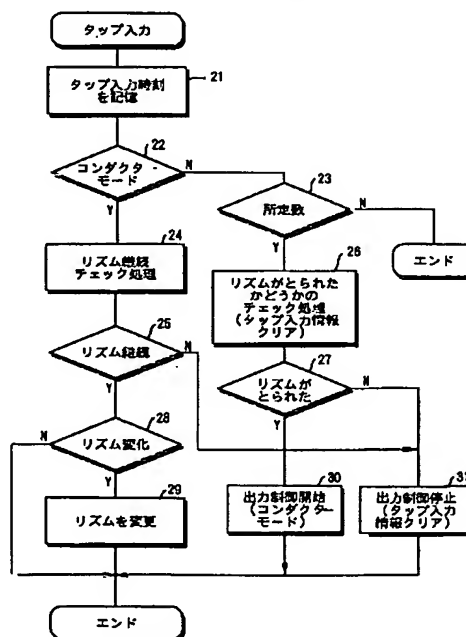 タップ入力
21
タップ入力時刻
を記憶
22
コンダクター
モード
N
Y
23
所定数
N
Y
エンド
24
リズム継続
チェック処理
26
リズムがとられた
かどうかの
チェック処理
(タップ入力情報
クリア)
25
リズム継続
N
Y
27
リズムが
とられた
N
Y
28
リズム変化
N
Y
29
リズムを変更
30
出力制御開始
(コンダクター
モード)
31
出力制御停止
(タップ入力
情報クリア)
エンド